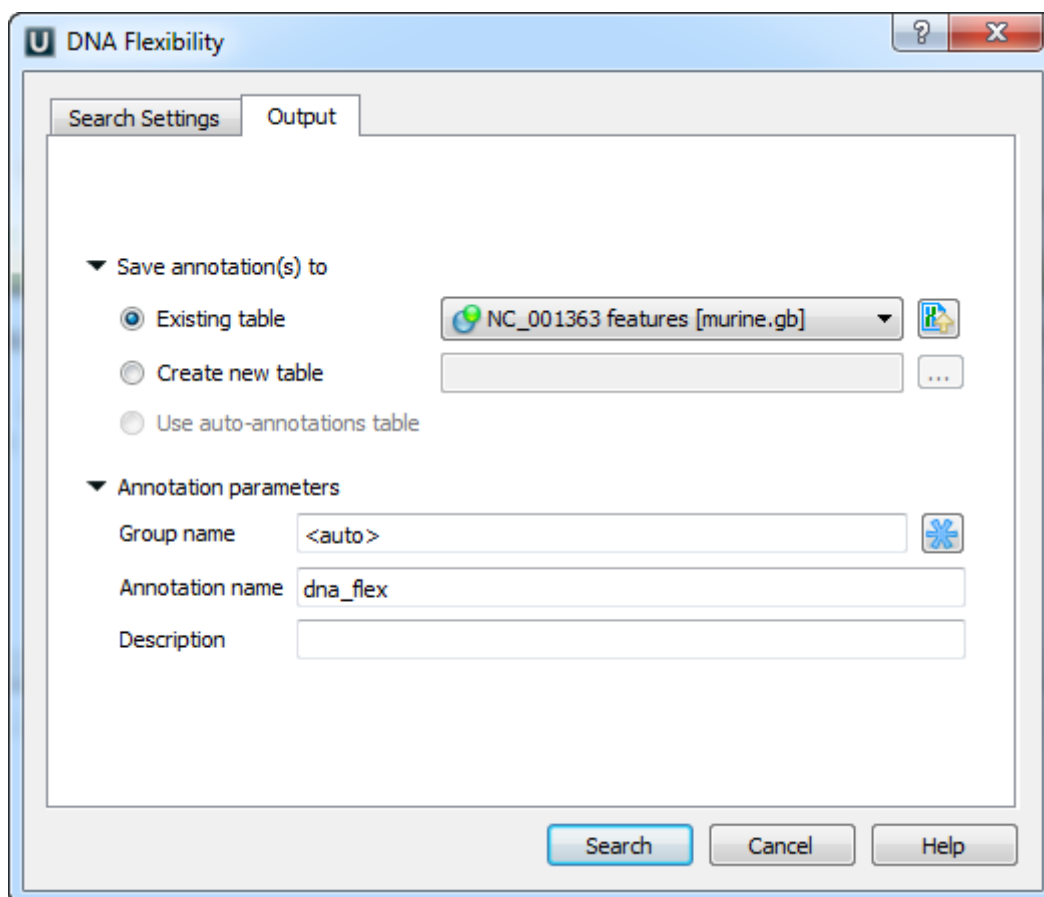 U DNA Flexibility ?
Search Settings Output
Save annotation(s) to
Existing table NC_001363 features [murine.gb]
Create new table ...
Use auto-annotations table
Annotation parameters
Group name <auto>
Annotation name dna_flex
Description
Search Cancel Help